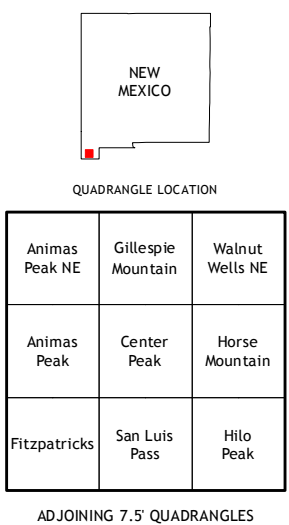 NEW
MEXICO
QUADRANGLE LOCATION
Animas
Peak NE
Gillespie
Mountain
Walnut
Wells NE
Animas
Peak
Center
Peak
Horse
Mountain
Fitzpatricks
San Luis
Pass
Hilo
Peak
ADJOINING 7.5' QUADRANGLES